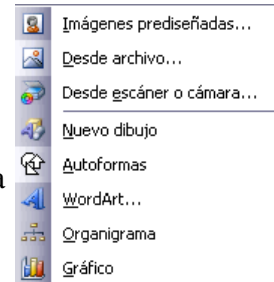 Imágenes prediseñadas...
Desde archivo...
Desde escáner o cámara...
Nuevo dibujo
a
Autoformas
WordArt...
Organigrama
Gráfico